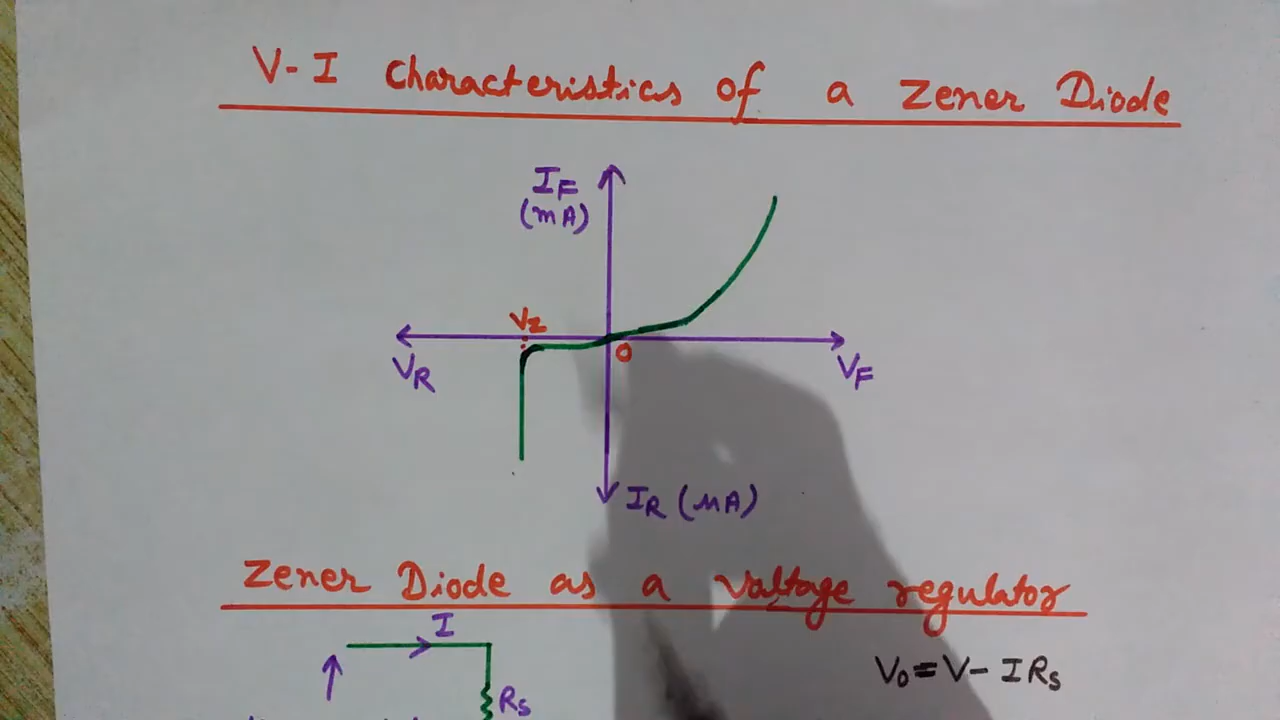 V-I Characteristics of a Zener Diode
IF
(mA)
Vz
0
VR
VF
IR (μA)
Zener Diode as a voltage regulator
I
V0 = V - IRs
Rs